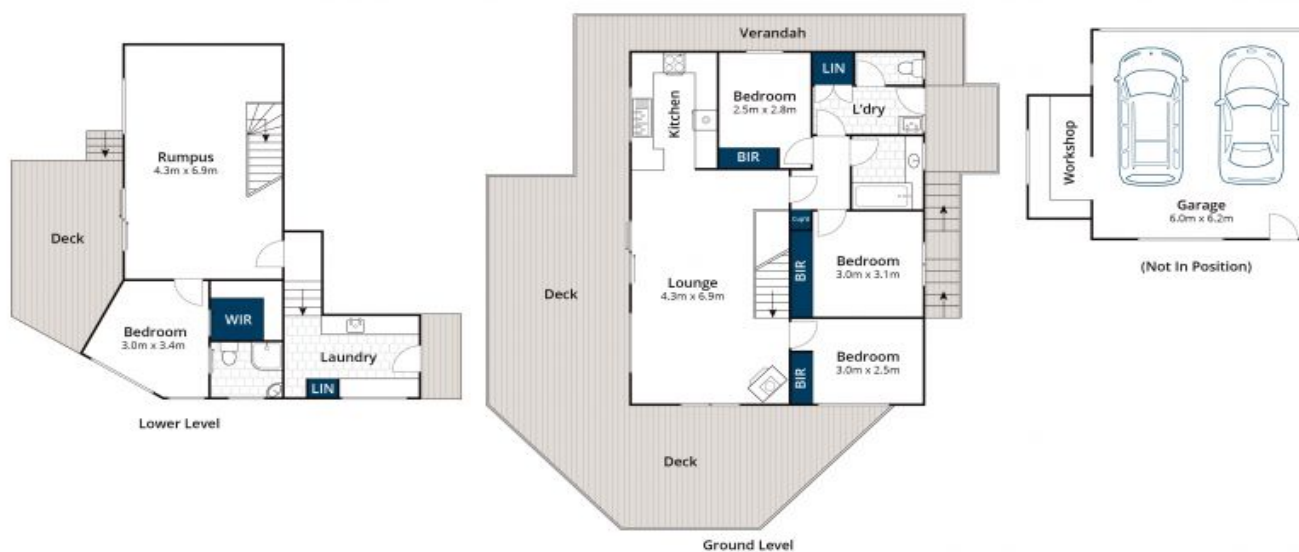 Rumpus
4.3m x 6.9m
Deck
Bedroom
3.0m x 3.4m
WIR
Laundry
LIN
Lower Level
Verandah
Kitchen
Bedroom
2.5m x 2.8m
BIR
LIN
L'dry
Deck
Lounge
4.3m x 6.9m
Cup'd
BIR
Bedroom
3.0m x 3.1m
BIR
Bedroom
3.0m x 2.5m
Deck
Ground Level
Workshop
Garage
6.0m x 6.2m
(Not In Position)